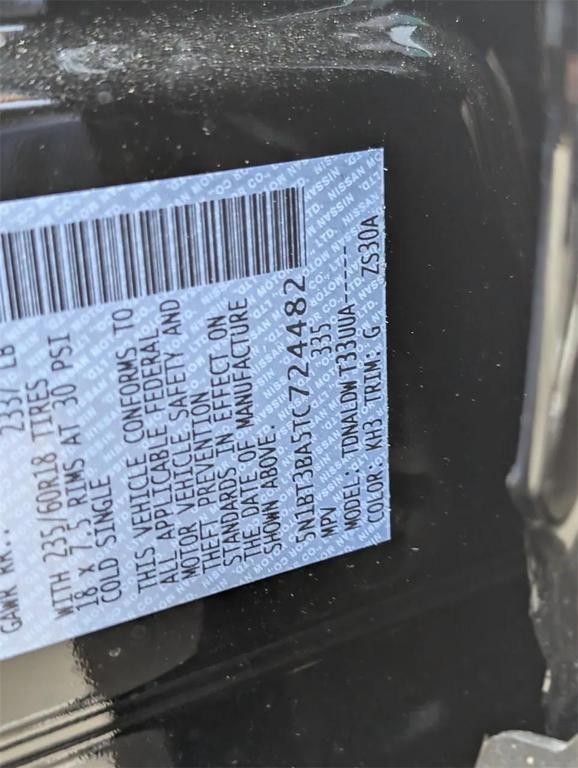 GAWR RR:
LB
WITH 235/60R18 TIRES
18 x 7.5 RIMS AT 30 PSI
COLD SINGLE
THIS VEHICLE CONFORMS TO
ALL APPLICABLE FEDERAL
MOTOR VEHICLE SAFETY AND
THEFT PREVENTION
STANDARDS IN EFFECT ON
THE DATE OF MANUFACTURE
SHOWN ABOVE.
5N1BT3BA5TC724482
MPV 335
MODEL: TDNALDW T33UUA------
COLOR: KH3 TRIM: G ZS30A